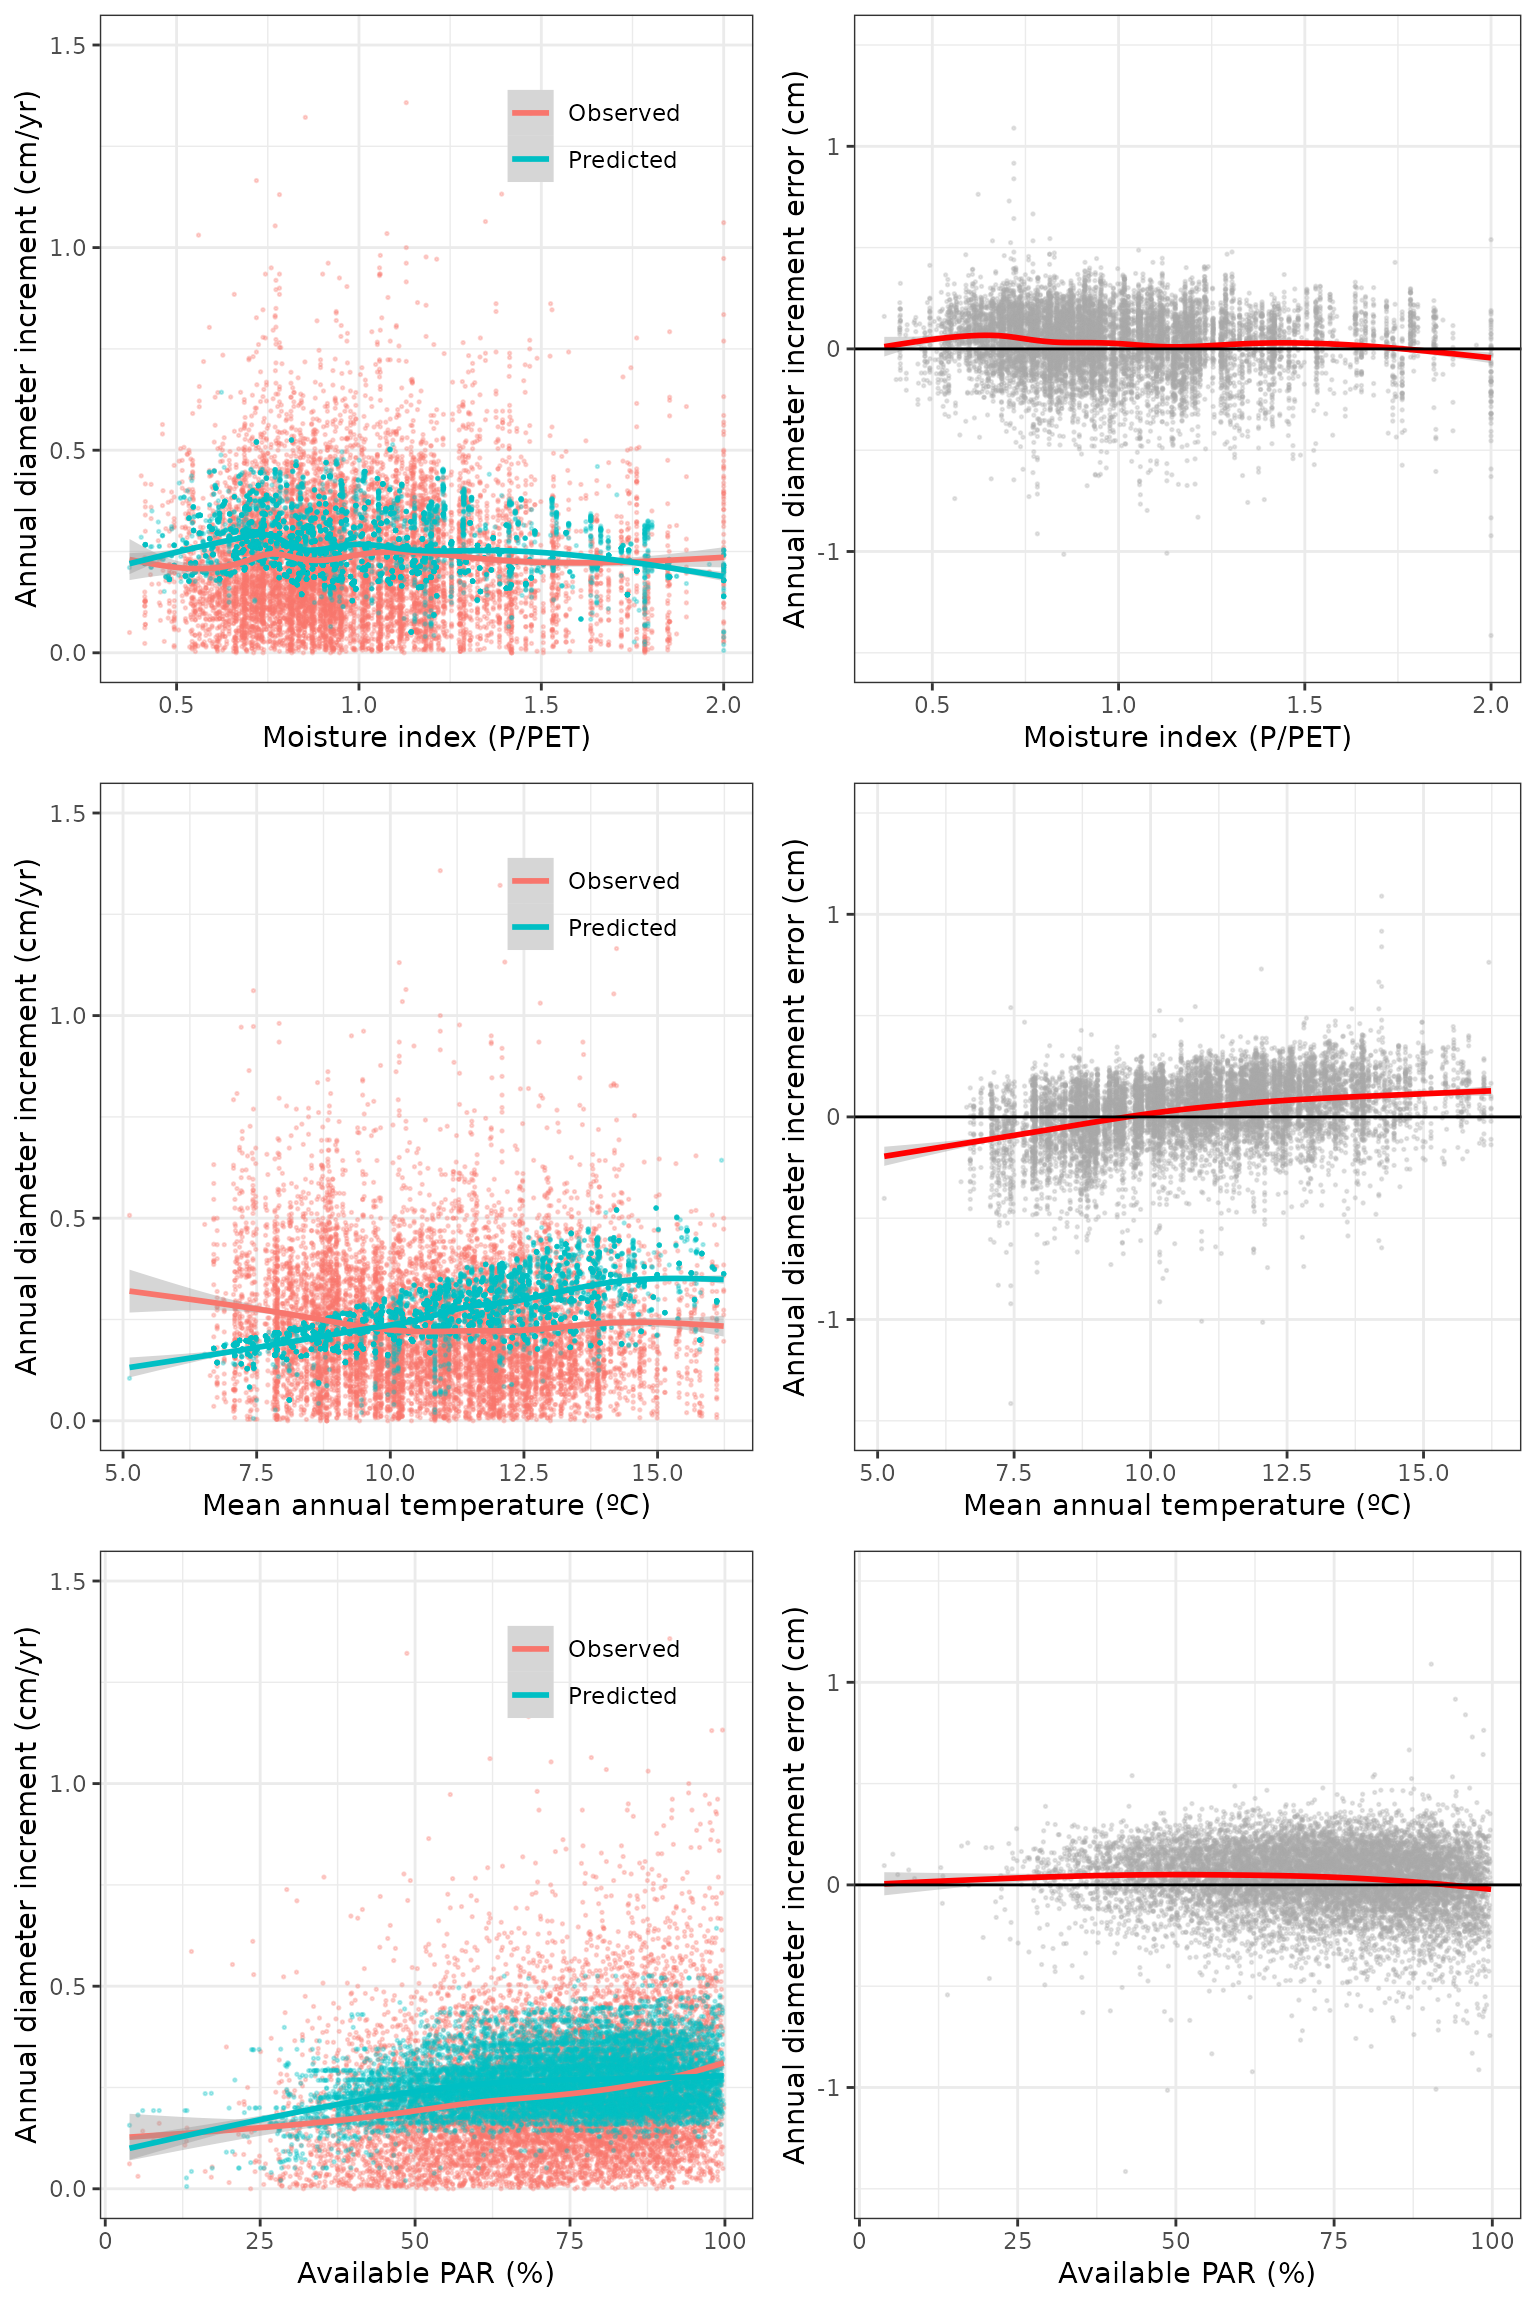 Annual diameter increment (cm/yr)
1.5
1.0
0.5
0.0
Observed
Predicted
0.5 1.0 1.5 2.0
Moisture index (P/PET)
Annual diameter increment error (cm)
1
0
-1
0.5 1.0 1.5 2.0
Moisture index (P/PET)
Annual diameter increment (cm/yr)
1.5
1.0
0.5
0.0
Observed
Predicted
5.0 7.5 10.0 12.5 15.0
Mean annual temperature (ºC)
Annual diameter increment error (cm)
1
0
-1
5.0 7.5 10.0 12.5 15.0
Mean annual temperature (ºC)
Annual diameter increment (cm/yr)
1.5
1.0
0.5
0.0
Observed
Predicted
0 25 50 75 100
Available PAR (%)
Annual diameter increment error (cm)
1
0
-1
0 25 50 75 100
Available PAR (%)